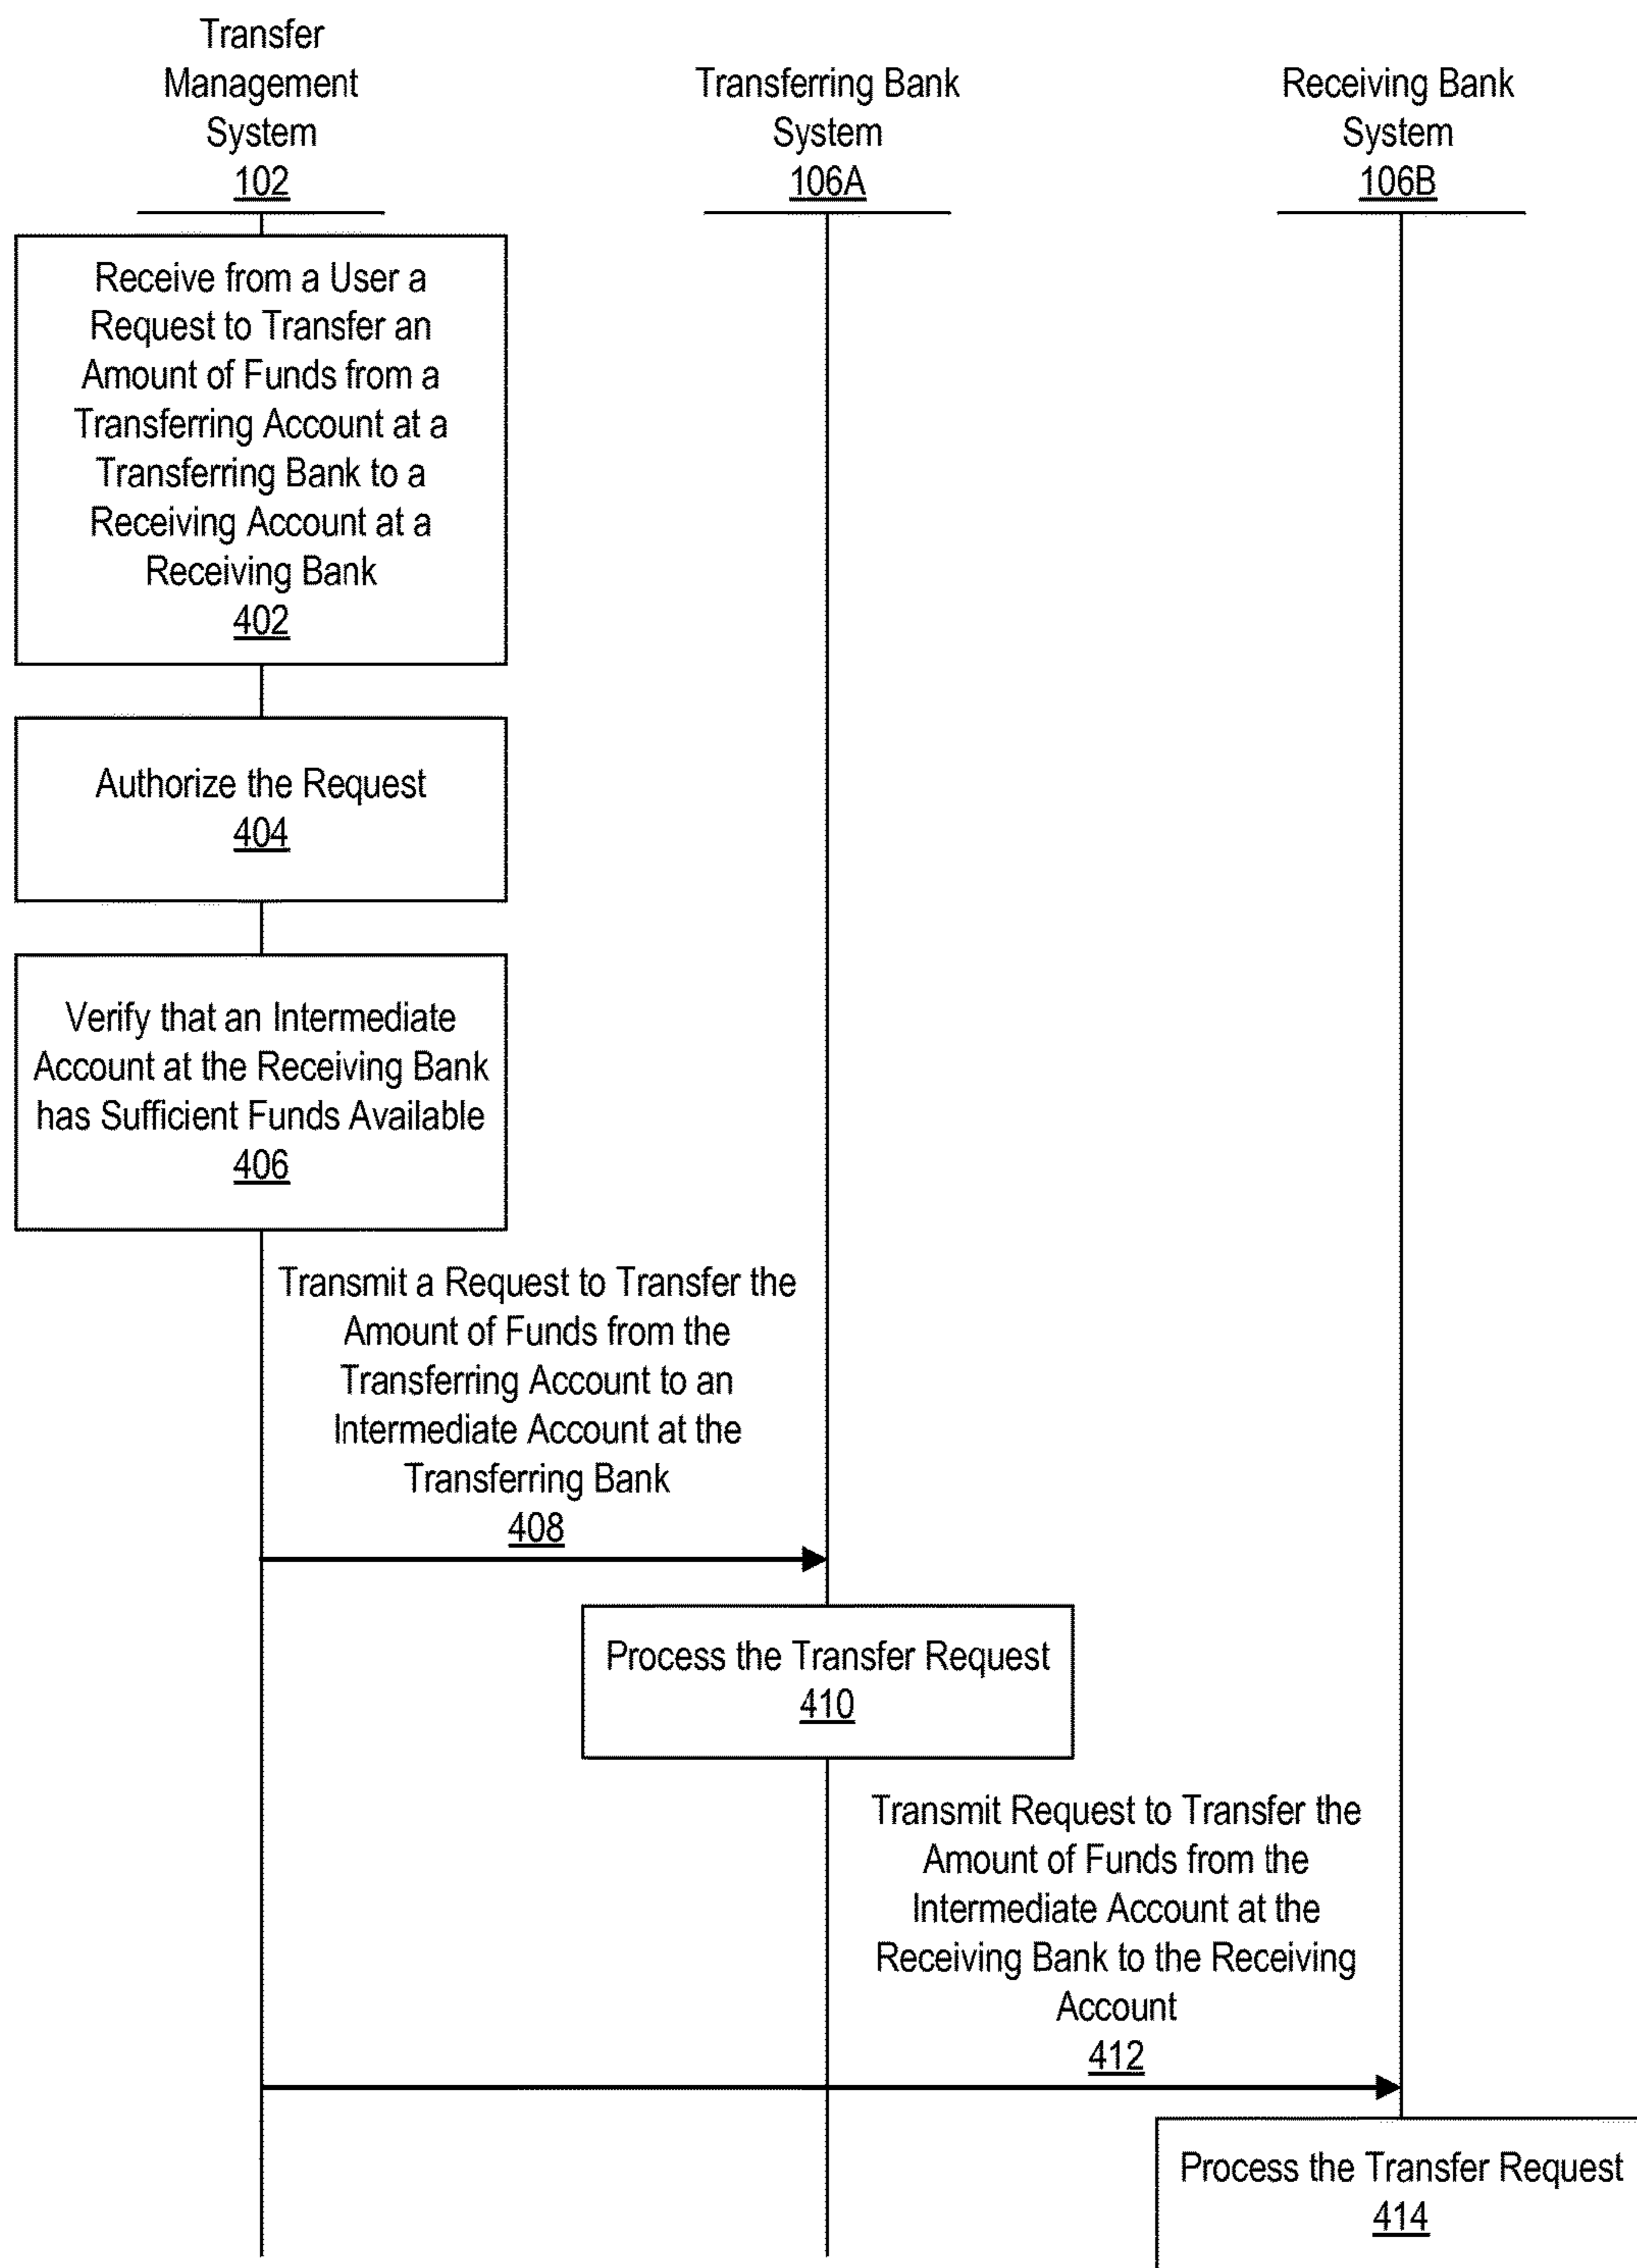 Transfer
Management
System
102
Transferring Bank
System
106A
Receiving Bank
System
106B
Receive from a User a
Request to Transfer an
Amount of Funds from a
Transferring Account at a
Transferring Bank to a
Receiving Account at a
Receiving Bank
402
Authorize the Request
404
Verify that an Intermediate
Account at the Receiving Bank
has Sufficient Funds Available
406
Transmit a Request to Transfer the
Amount of Funds from the
Transferring Account to an
Intermediate Account at the
Transferring Bank
408
Process the Transfer Request
410
Transmit Request to Transfer the
Amount of Funds from the
Intermediate Account at the
Receiving Bank to the Receiving
Account
412
Process the Transfer Request
414